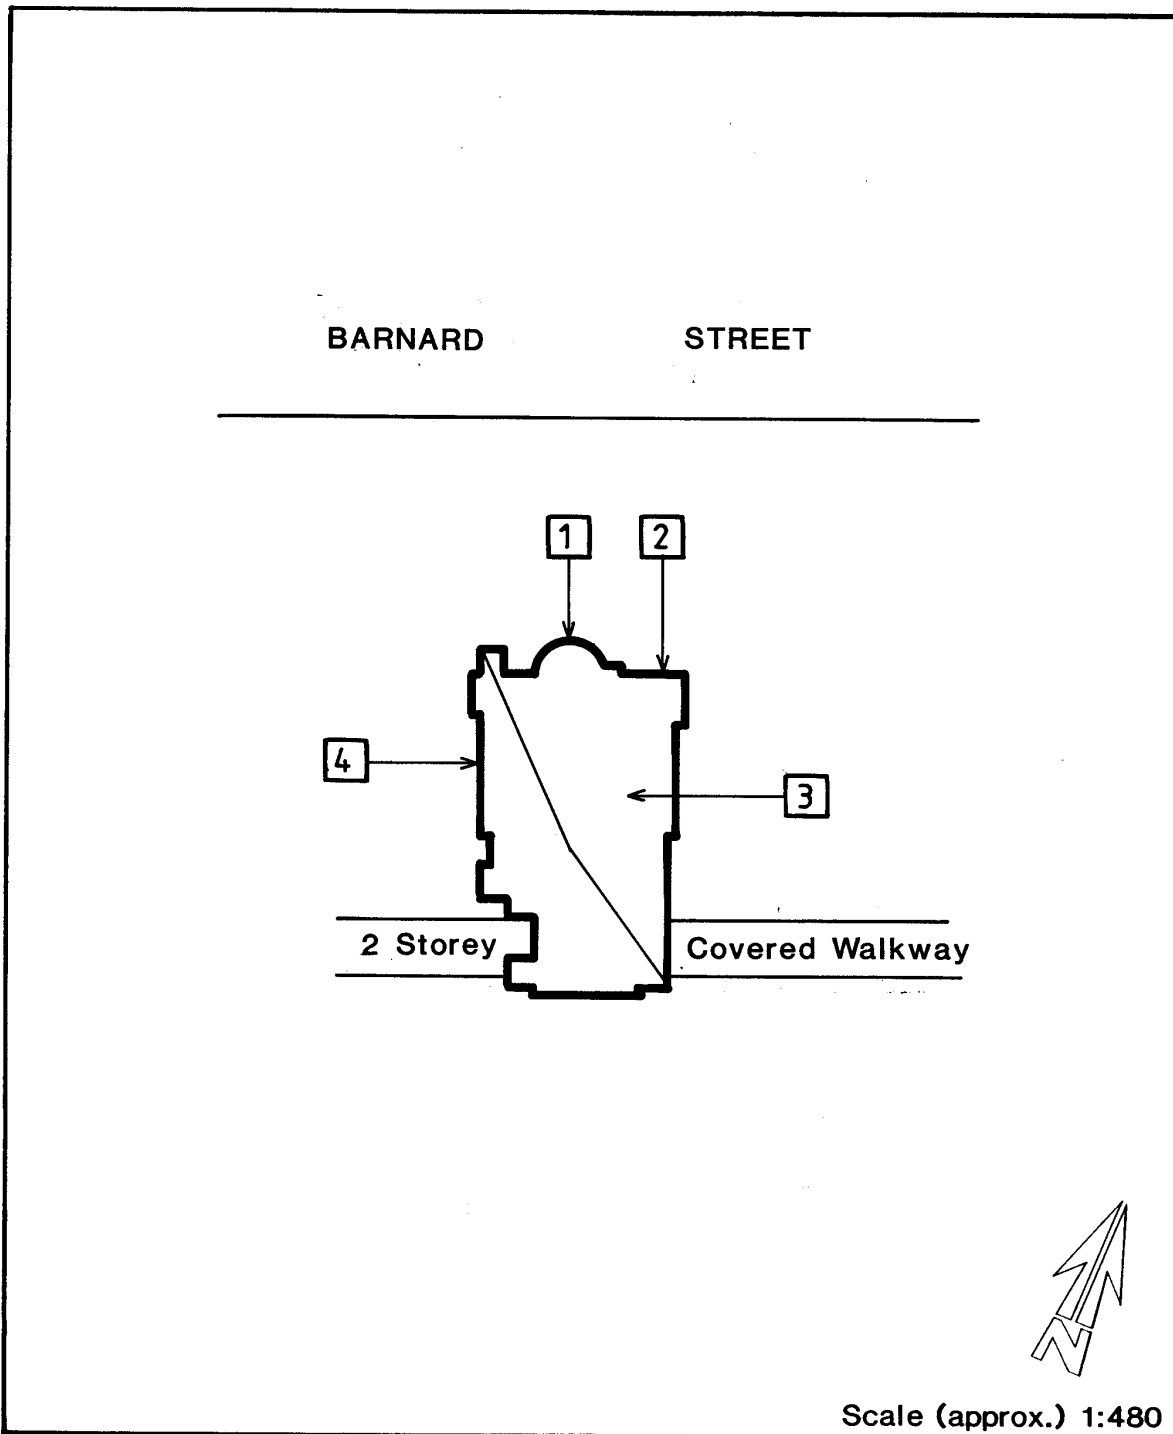 BARNARD STREET
1 2
4
3
2 Storey Covered Walkway
N
Scale (approx.) 1:480